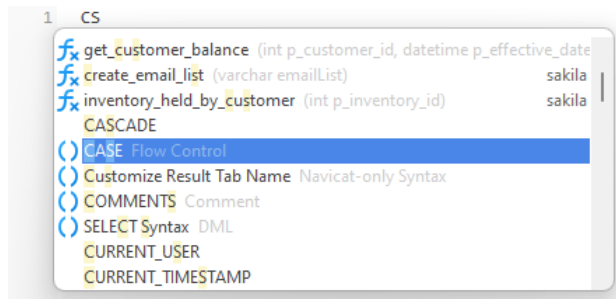 1 CS
get_customer_balance (int p_customer_id, datetime p_effective_date
create_email_list (varchar emailList) sakila
inventory_held_by_customer (int p_inventory_id) sakila
CASCADE
() CASE Flow Control
() Customize Result Tab Name Navicat-only Syntax
() COMMENTS Comment
() SELECT Syntax DML
CURRENT_USER
CURRENT_TIMESTAMP